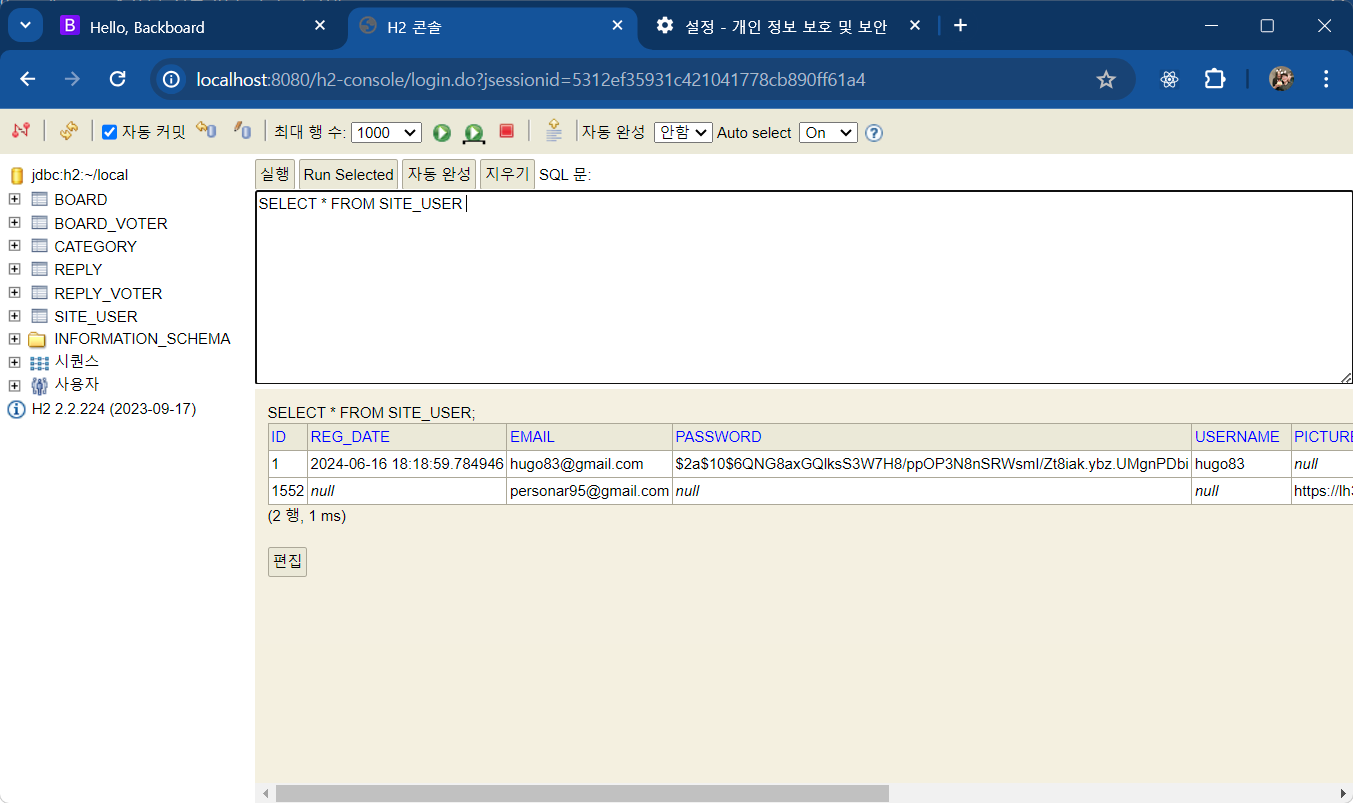 Hello, Backboard
H2 콘솔
설정 - 개인 정보 보호 및 보안
localhost:8080/h2-console/login.do?jsessionid=5312ef35931c421041778cb890ff61a4
자동 커밋 최대 행 수: 1000 자동 완성 안함 Auto select On
jdbc:h2:~/local
BOARD
BOARD_VOTER
CATEGORY
REPLY
REPLY_VOTER
SITE_USER
INFORMATION_SCHEMA
시퀀스
사용자
H2 2.2.224 (2023-09-17)
실행 Run Selected 자동 완성 지우기 SQL 문:
SELECT * FROM SITE_USER
SELECT * FROM SITE_USER;
ID REG_DATE EMAIL PASSWORD USERNAME PICTURE
1 2024-06-16 18:18:59.784946 hugo83@gmail.com $2a$10$6QNG8axGQlksS3W7H8/ppOP3N8nSRWsmI/Zt8iak.ybz.UMgnPDbi hugo83 null
1552 null personar95@gmail.com null null https://lh3
(2 행, 1 ms)
편집